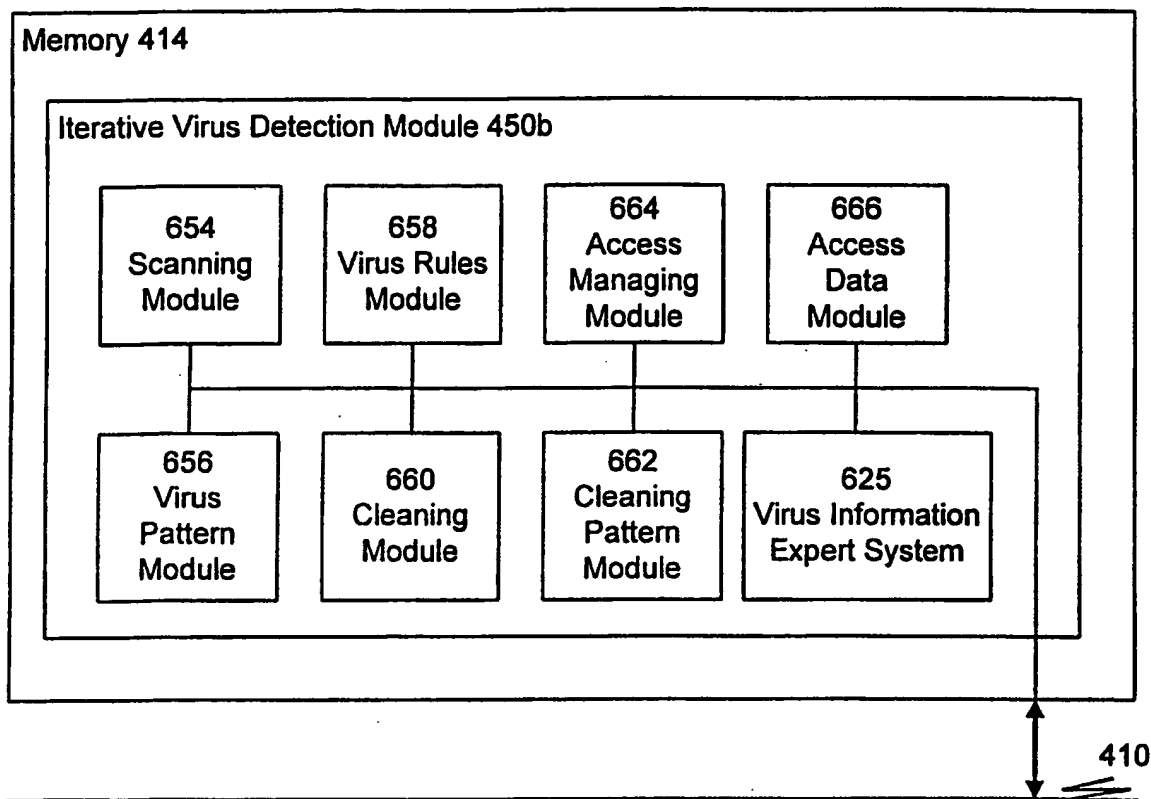 Memory 414
Iterative Virus Detection Module 450b
654
Scanning
Module
658
Virus Rules
Module
664
Access
Managing
Module
666
Access
Data
Module
656
Virus
Pattern
Module
660
Cleaning
Module
662
Cleaning
Pattern
Module
625
Virus Information
Expert System
410